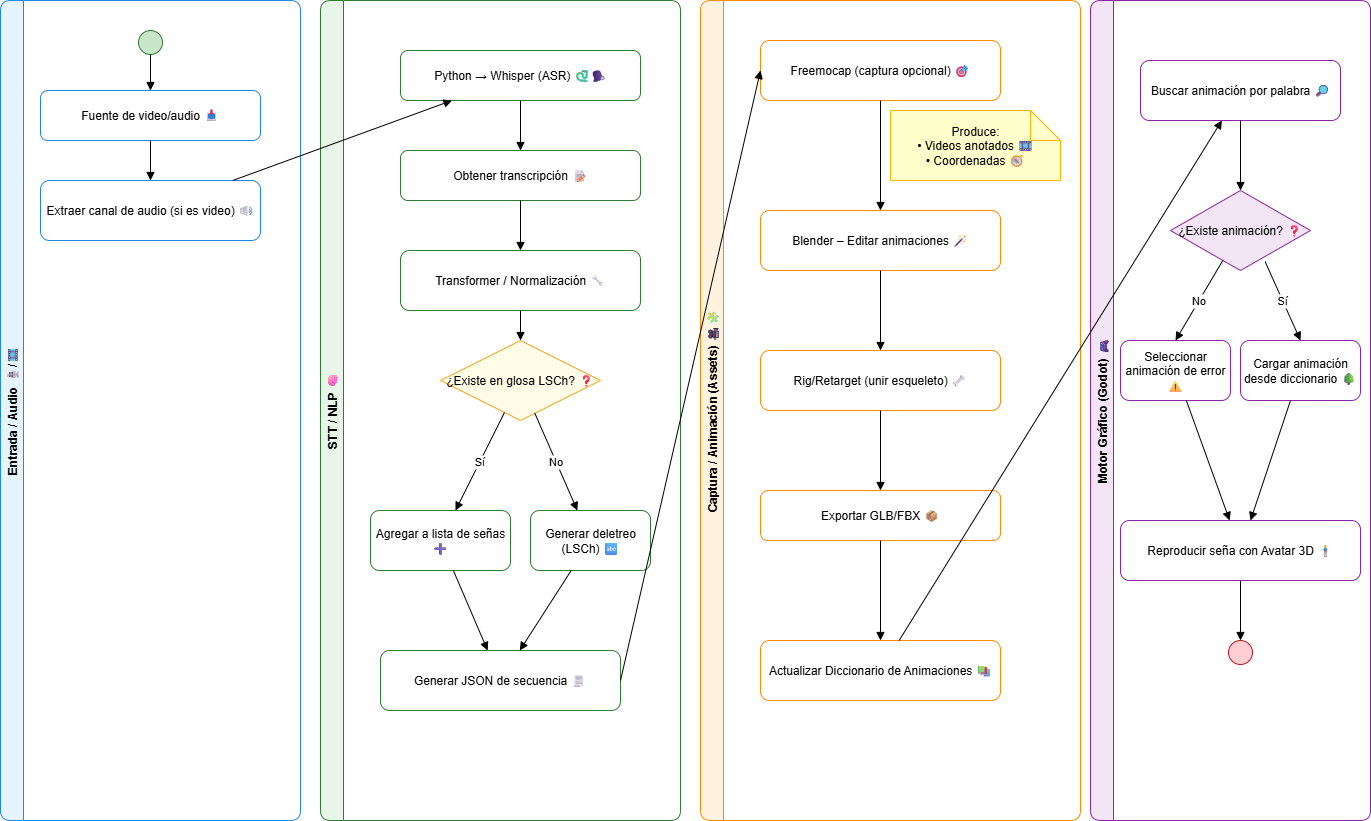 Entrada / Audio 🎙️/🎞️
Fuente de video/audio 📥
Extraer canal de audio (si es video) 🔊
STT / NLP 🧠
Python → Whisper (ASR) 🐍 🗣️
Obtener transcripción 📝
Transformer / Normalización 🔧
¿Existe en glosa LSCh? ❓
Sí
No
Agregar a lista de señas
➕
Generar deletreo
(LSCh) 🔤
Generar JSON de secuencia 🧾
Captura / Animación (Assets) 🎥 🧩
Freemocap (captura opcional) 🎯
Produce:
• Videos anotados 🎞️
• Coordenadas 🧭
Blender – Editar animaciones 🪄
Rig/Retarget (unir esqueleto) 🦴
Exportar GLB/FBX 📦
Actualizar Diccionario de Animaciones 📚
Motor Gráfico (Godot) 🎮
Buscar animación por palabra 🔎
¿Existe animación? ❓
No
Sí
Seleccionar
animación de error
⚠️
Cargar animación
desde diccionario 🌳
Reproducir seña con Avatar 3D 🧍